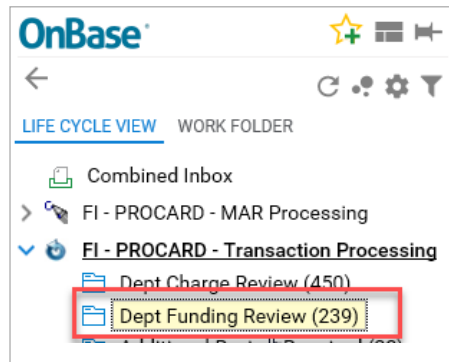 OnBase
LIFE CYCLE VIEW WORK FOLDER
Combined Inbox
FI - PROCARD - MAR Processing
FI - PROCARD - Transaction Processing
Dept Charge Review (450)
Dept Funding Review (239)